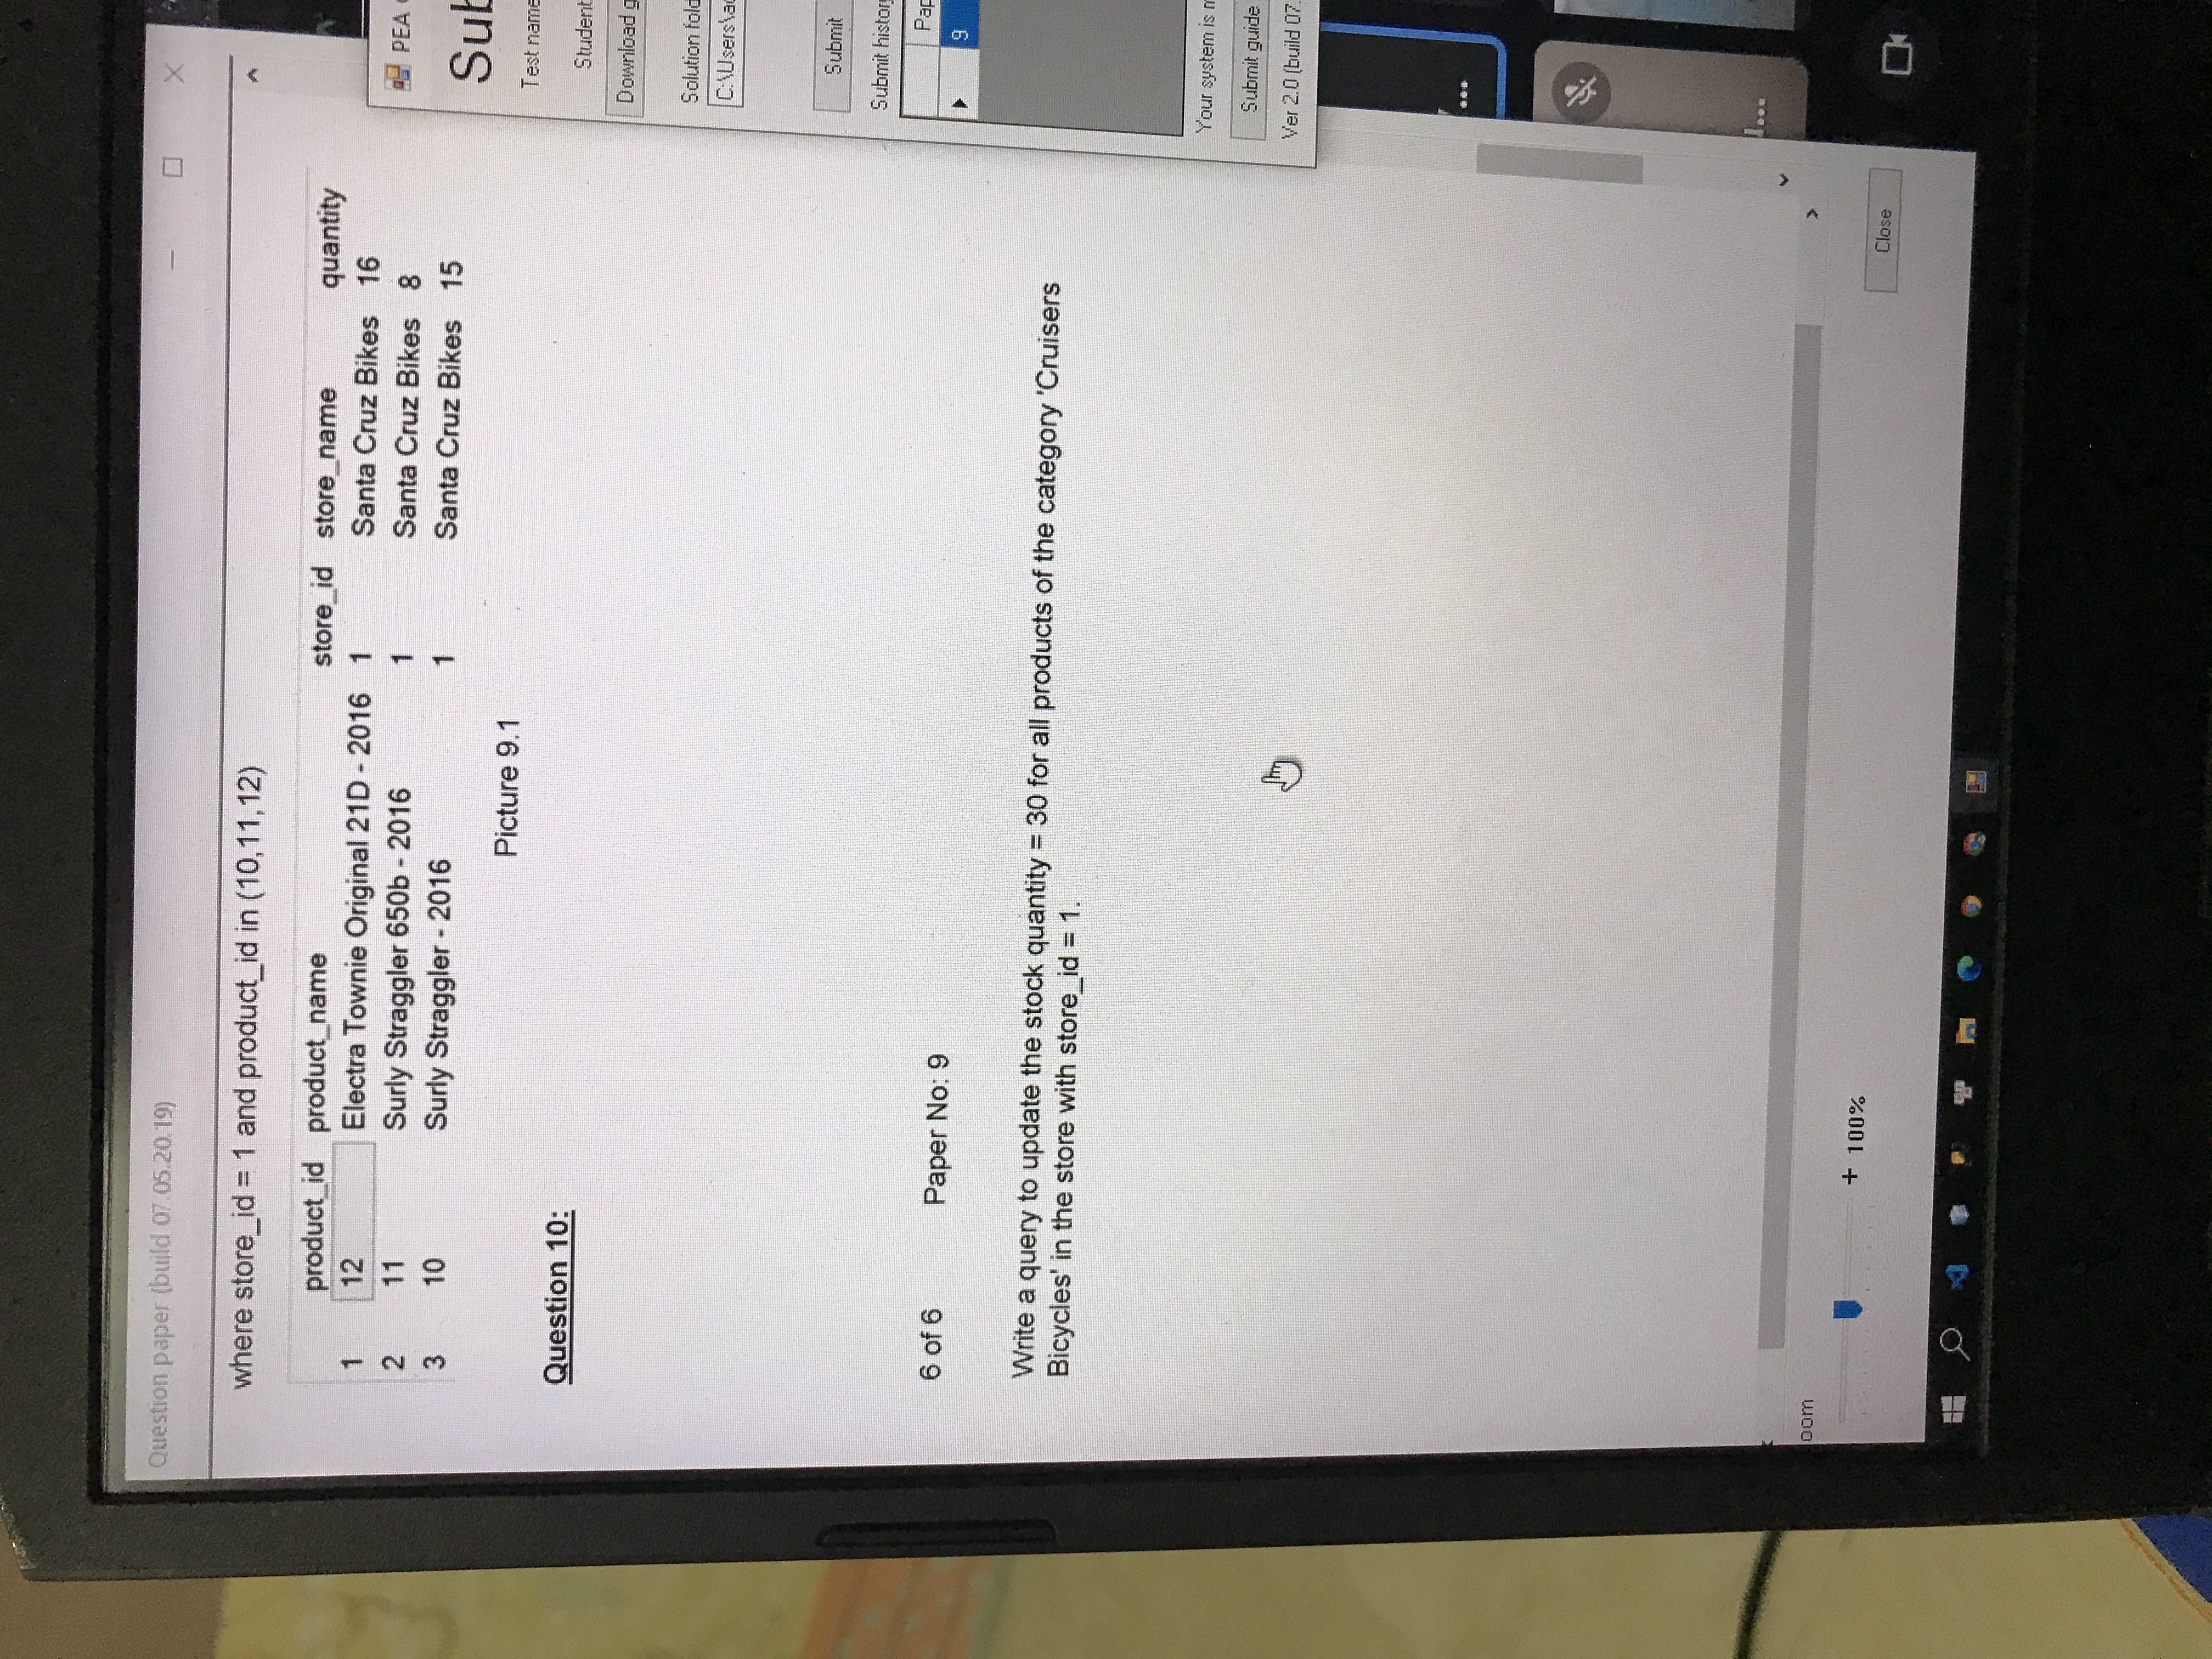 Question paper (build 07.05.20.19)
where store_id = 1 and product_id in (10,11,12)
product_id product_name store_id store_name quantity
1 12 Electra Townie Original 21D - 2016 1 Santa Cruz Bikes 16
2 11 Surly Straggler 650b - 2016 1 Santa Cruz Bikes 8
3 10 Surly Straggler - 2016 1 Santa Cruz Bikes 15
Picture 9.1
Question 10:
6 of 6 Paper No: 9
Write a query to update the stock quantity = 30 for all products of the category 'Cruisers
Bicycles' in the store with store_id = 1.
oom
+ 100%
Close
PEA
Sub
Test name
Student
Download g
Solution fold
C:\Users\ac
Submit
Submit history
Pap
9
Your system is
Submit guide
Ver 2.0 (build 07.